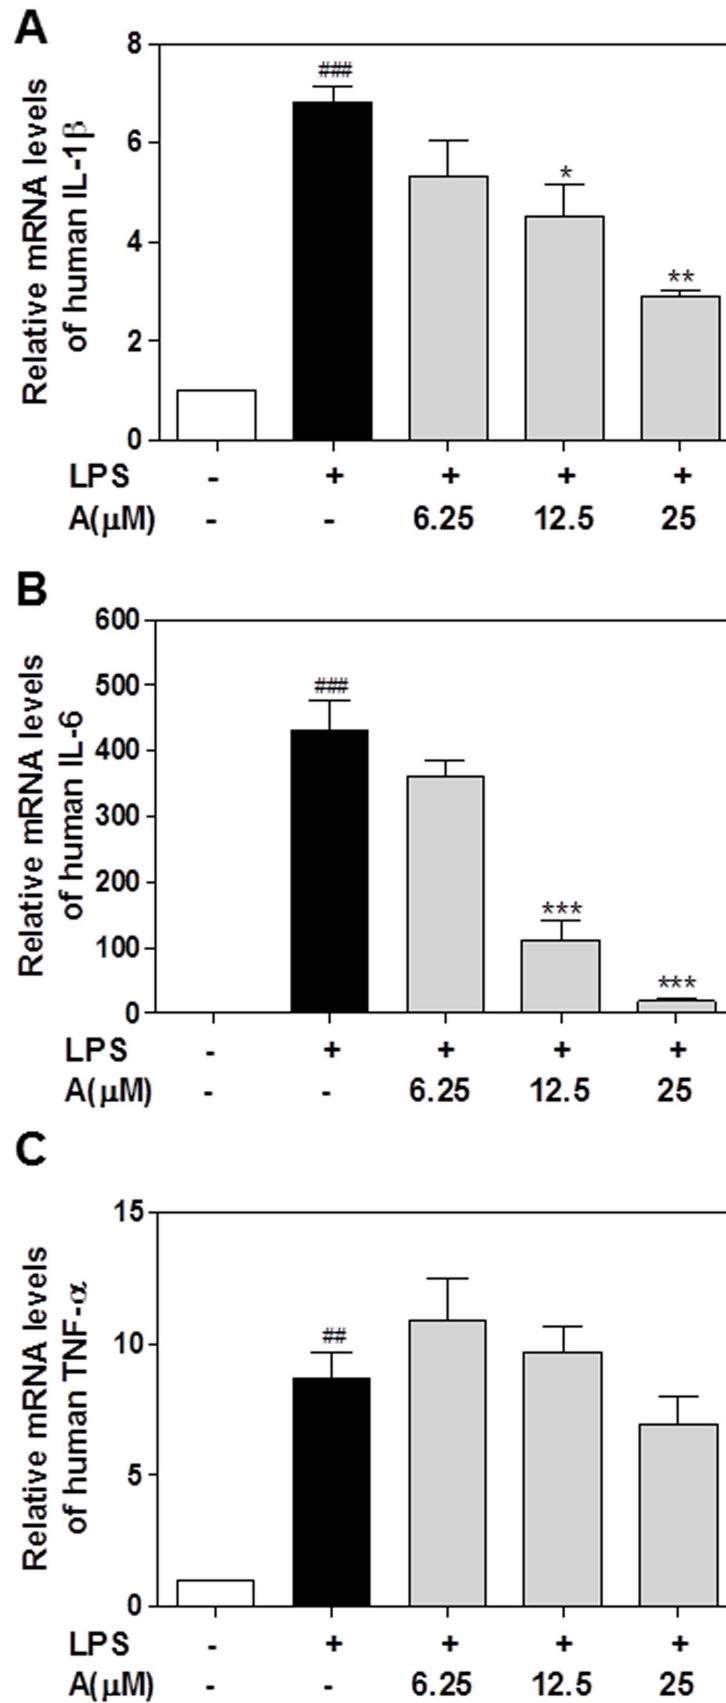 A
Relative mRNA levels
of human IL-1β
8
6
4
2
0
###
*
**
LPS - + + + +
A(μM) - - 6.25 12.5 25
B
Relative mRNA levels
of human IL-6
600
500
400
300
200
100
0
###
***
***
LPS - + + + +
A(μM) - - 6.25 12.5 25
C
Relative mRNA levels
of human TNF-α
15
10
5
0
##
LPS - + + + +
A(μM) - - 6.25 12.5 25